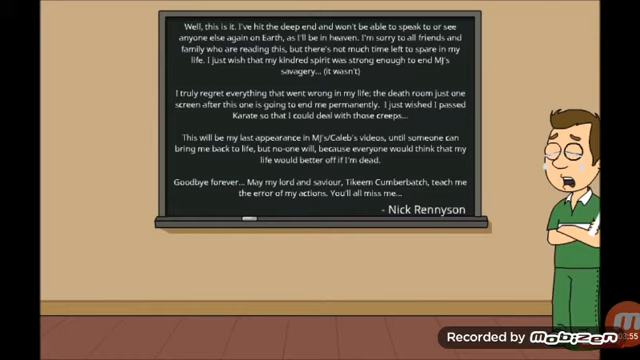 Well, this is it. I've hit the deep end and won't be able to speak to or see
anyone else again on Earth, as I'll be in heaven. I'm sorry to all friends and
family who are reading this, but there's not much time left to spare in my
life. I just wish that my kindred spirit was strong enough to end MJ's
savagery... (it wasn't)
I truly regret everything that went wrong in my life; the death room just one
screen after this one is going to end me permanently. I just wished I passed
Karate so that I could deal with those creeps...
This will be my last appearance in MJ's/Caleb's videos, until someone can
bring me back to life, but no-one will, because everyone would think that my
life would better off if I'm dead.
Goodbye forever... May my lord and saviour, Tikeem Cumberbatch, teach me
the error of my actions. You'll all miss me...
- Nick Rennyson
03:55
Recorded by Mobizen